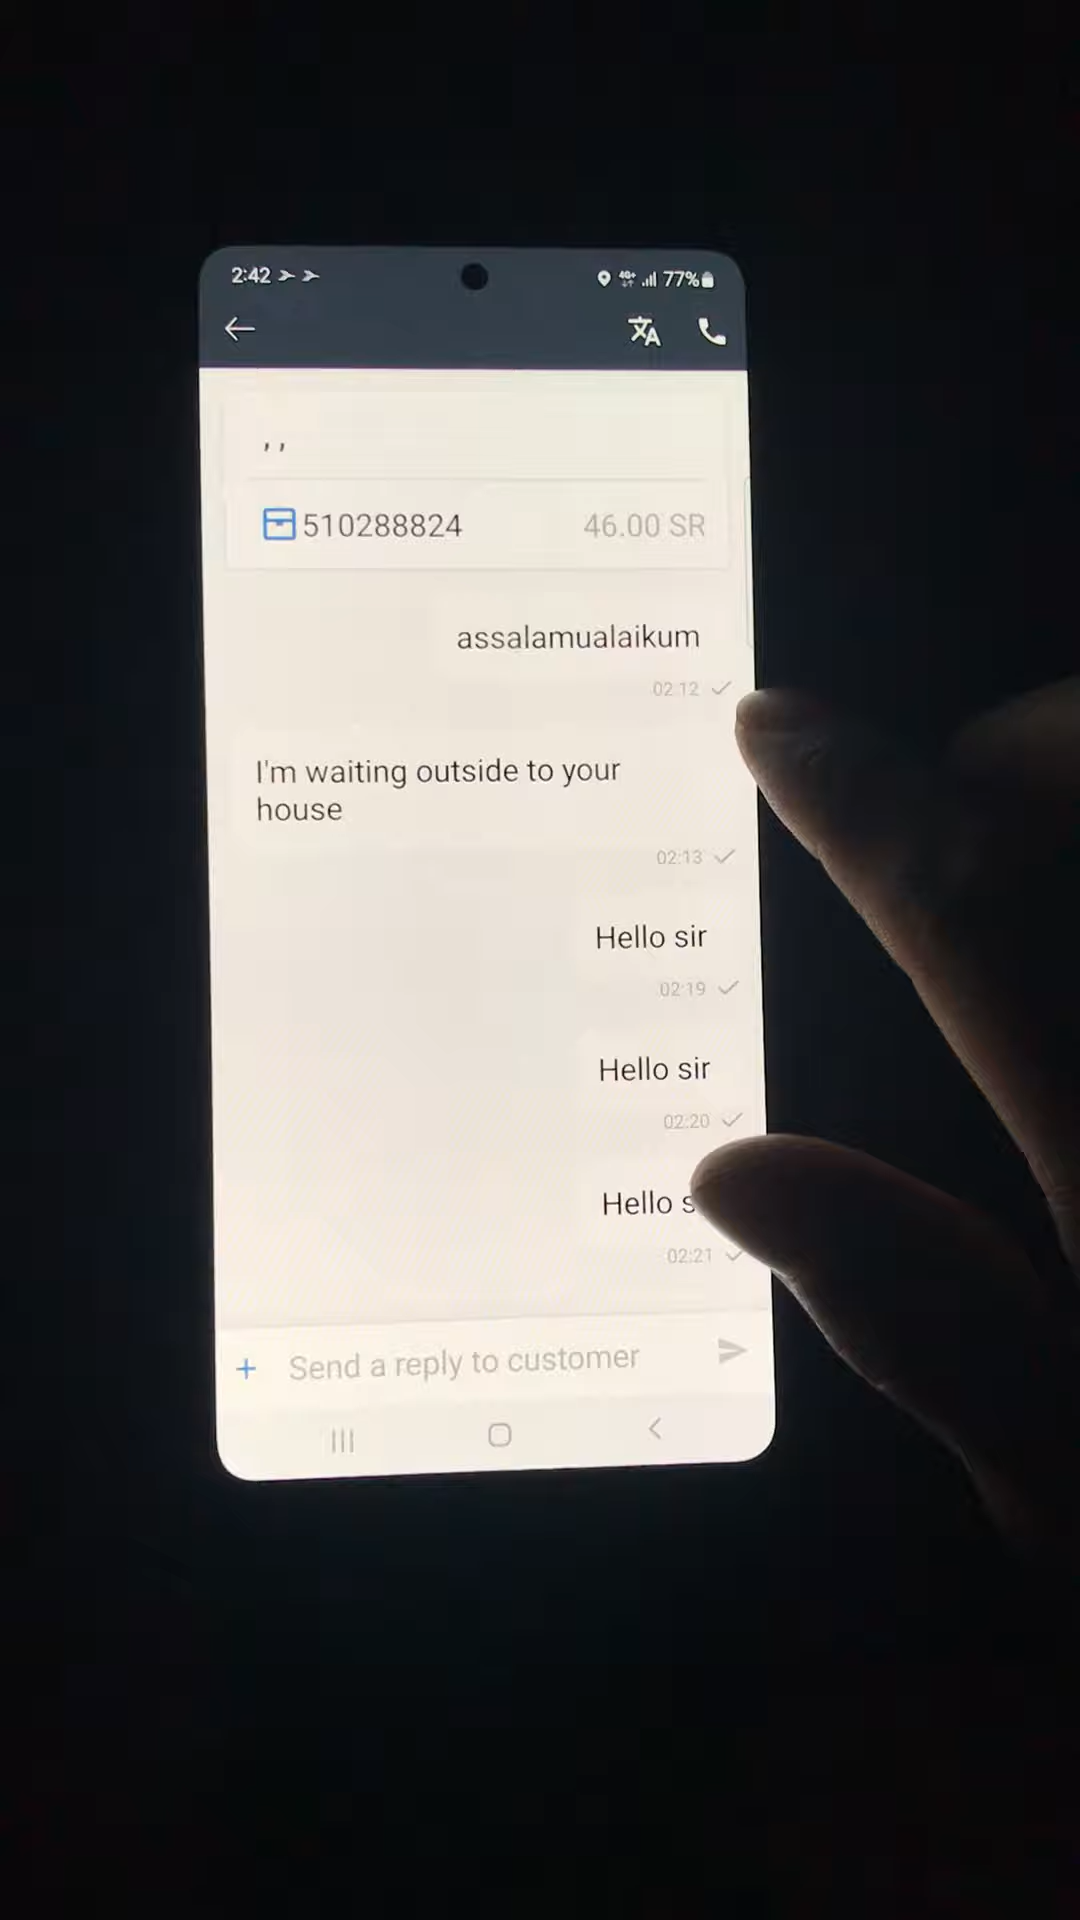 2:42
4G+ 77%
, ,
510288824 46.00 SR
assalamualaikum
02:12
I'm waiting outside to your
house
02:13
Hello sir
02:19
Hello sir
02:20
Hello s
02:21
Send a reply to customer